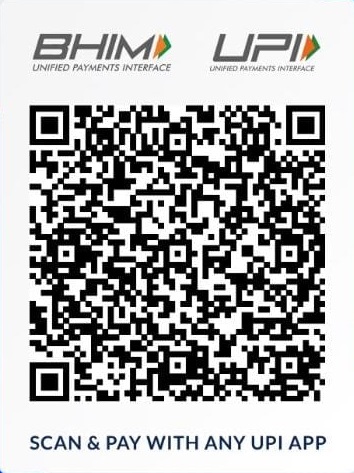 BHIM UPI
UNIFIED PAYMENTS INTERFACE UNIFIED PAYMENTS INTERFACE
SCAN & PAY WITH ANY UPI APP